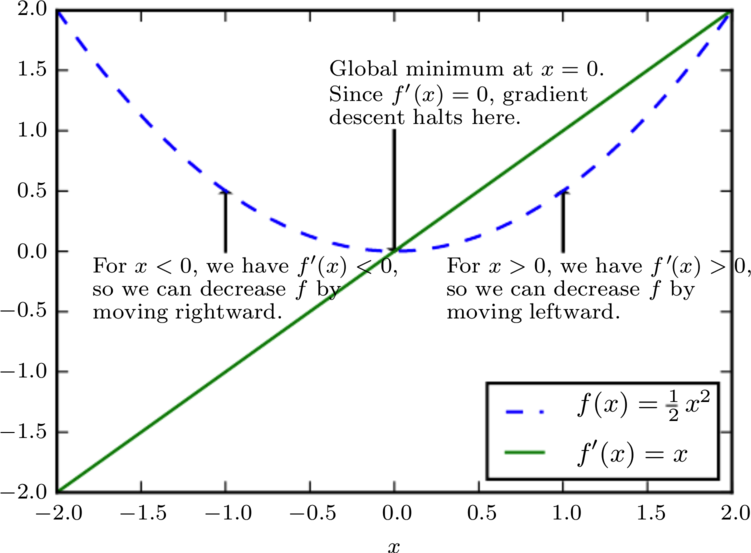 2.0
1.5
1.0
0.5
0.0
−0.5
−1.0
−1.5
−2.0
Global minimum at x = 0.
Since f′(x) = 0, gradient
descent halts here.
For x < 0, we have f′(x) < 0,
so we can decrease f by
moving rightward.
For x > 0, we have f′(x) > 0,
so we can decrease f by
moving leftward.
f(x) = ½ x²
f′(x) = x
−2.0 −1.5 −1.0 −0.5 0.0 0.5 1.0 1.5 2.0
x